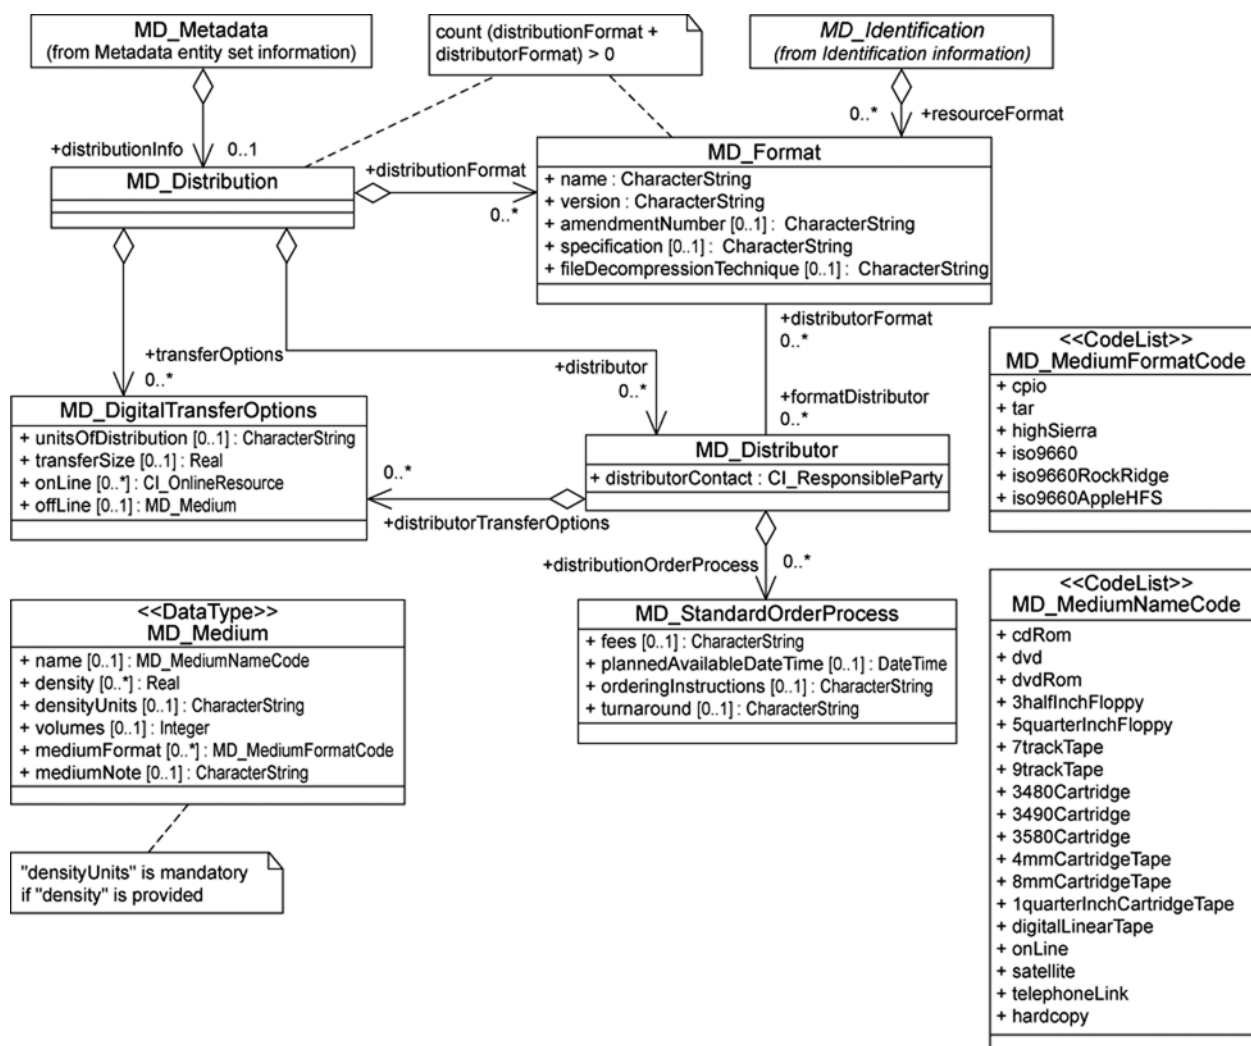 MD_Metadata
(from Metadata entity set information)
count (distributionFormat +
distributorFormat) > 0
MD_Identification
(from Identification information)
+distributionInfo
0..1
0..*
+resourceFormat
MD_Distribution
+distributionFormat
0..*
MD_Format
+ name : CharacterString
+ version : CharacterString
+ amendmentNumber [0..1] : CharacterString
+ specification [0..1] : CharacterString
+ fileDecompressionTechnique [0..1] : CharacterString
+transferOptions
0..*
+distributor
0..*
+distributorFormat
0..*
+formatDistributor
0..*
MD_DigitalTransferOptions
+ unitsOfDistribution [0..1] : CharacterString
+ transferSize [0..1] : Real
+ onLine [0..*] : CI_OnlineResource
+ offLine [0..1] : MD_Medium
0..*
+distributorTransferOptions
MD_Distributor
+ distributorContact : CI_ResponsibleParty
+distributionOrderProcess
0..*
<<CodeList>>
MD_MediumFormatCode
+ cpio
+ tar
+ highSierra
+ iso9660
+ iso9660RockRidge
+ iso9660AppleHFS
<<DataType>>
MD_Medium
+ name [0..1] : MD_MediumNameCode
+ density [0..*] : Real
+ densityUnits [0..1] : CharacterString
+ volumes [0..1] : Integer
+ mediumFormat [0..*] : MD_MediumFormatCode
+ mediumNote [0..1] : CharacterString
"densityUnits" is mandatory
if "density" is provided
MD_StandardOrderProcess
+ fees [0..1] : CharacterString
+ plannedAvailableDateTime [0..1] : DateTime
+ orderingInstructions [0..1] : CharacterString
+ turnaround [0..1] : CharacterString
<<CodeList>>
MD_MediumNameCode
+ cdRom
+ dvd
+ dvdRom
+ 3halfInchFloppy
+ 5quarterInchFloppy
+ 7trackTape
+ 9trackTape
+ 3480Cartridge
+ 3490Cartridge
+ 3580Cartridge
+ 4mmCartridgeTape
+ 8mmCartridgeTape
+ 1quarterInchCartridgeTape
+ digitalLinearTape
+ onLine
+ satellite
+ telephoneLink
+ hardcopy